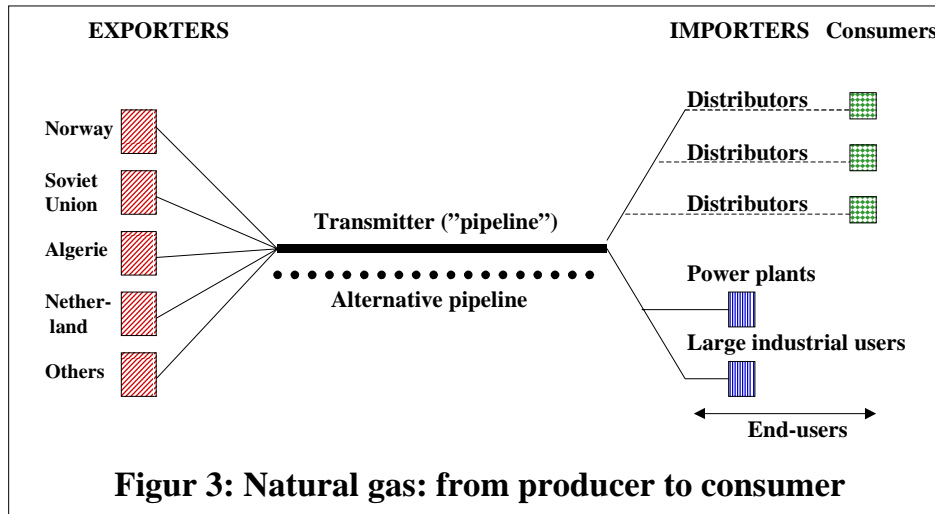 EXPORTERS
IMPORTERS Consumers
Norway
Soviet
Union
Algerie
Nether-
land
Others
Transmitter ("pipeline")
Alternative pipeline
Distributors
Distributors
Distributors
Power plants
Large industrial users
End-users
Figur 3: Natural gas: from producer to consumer